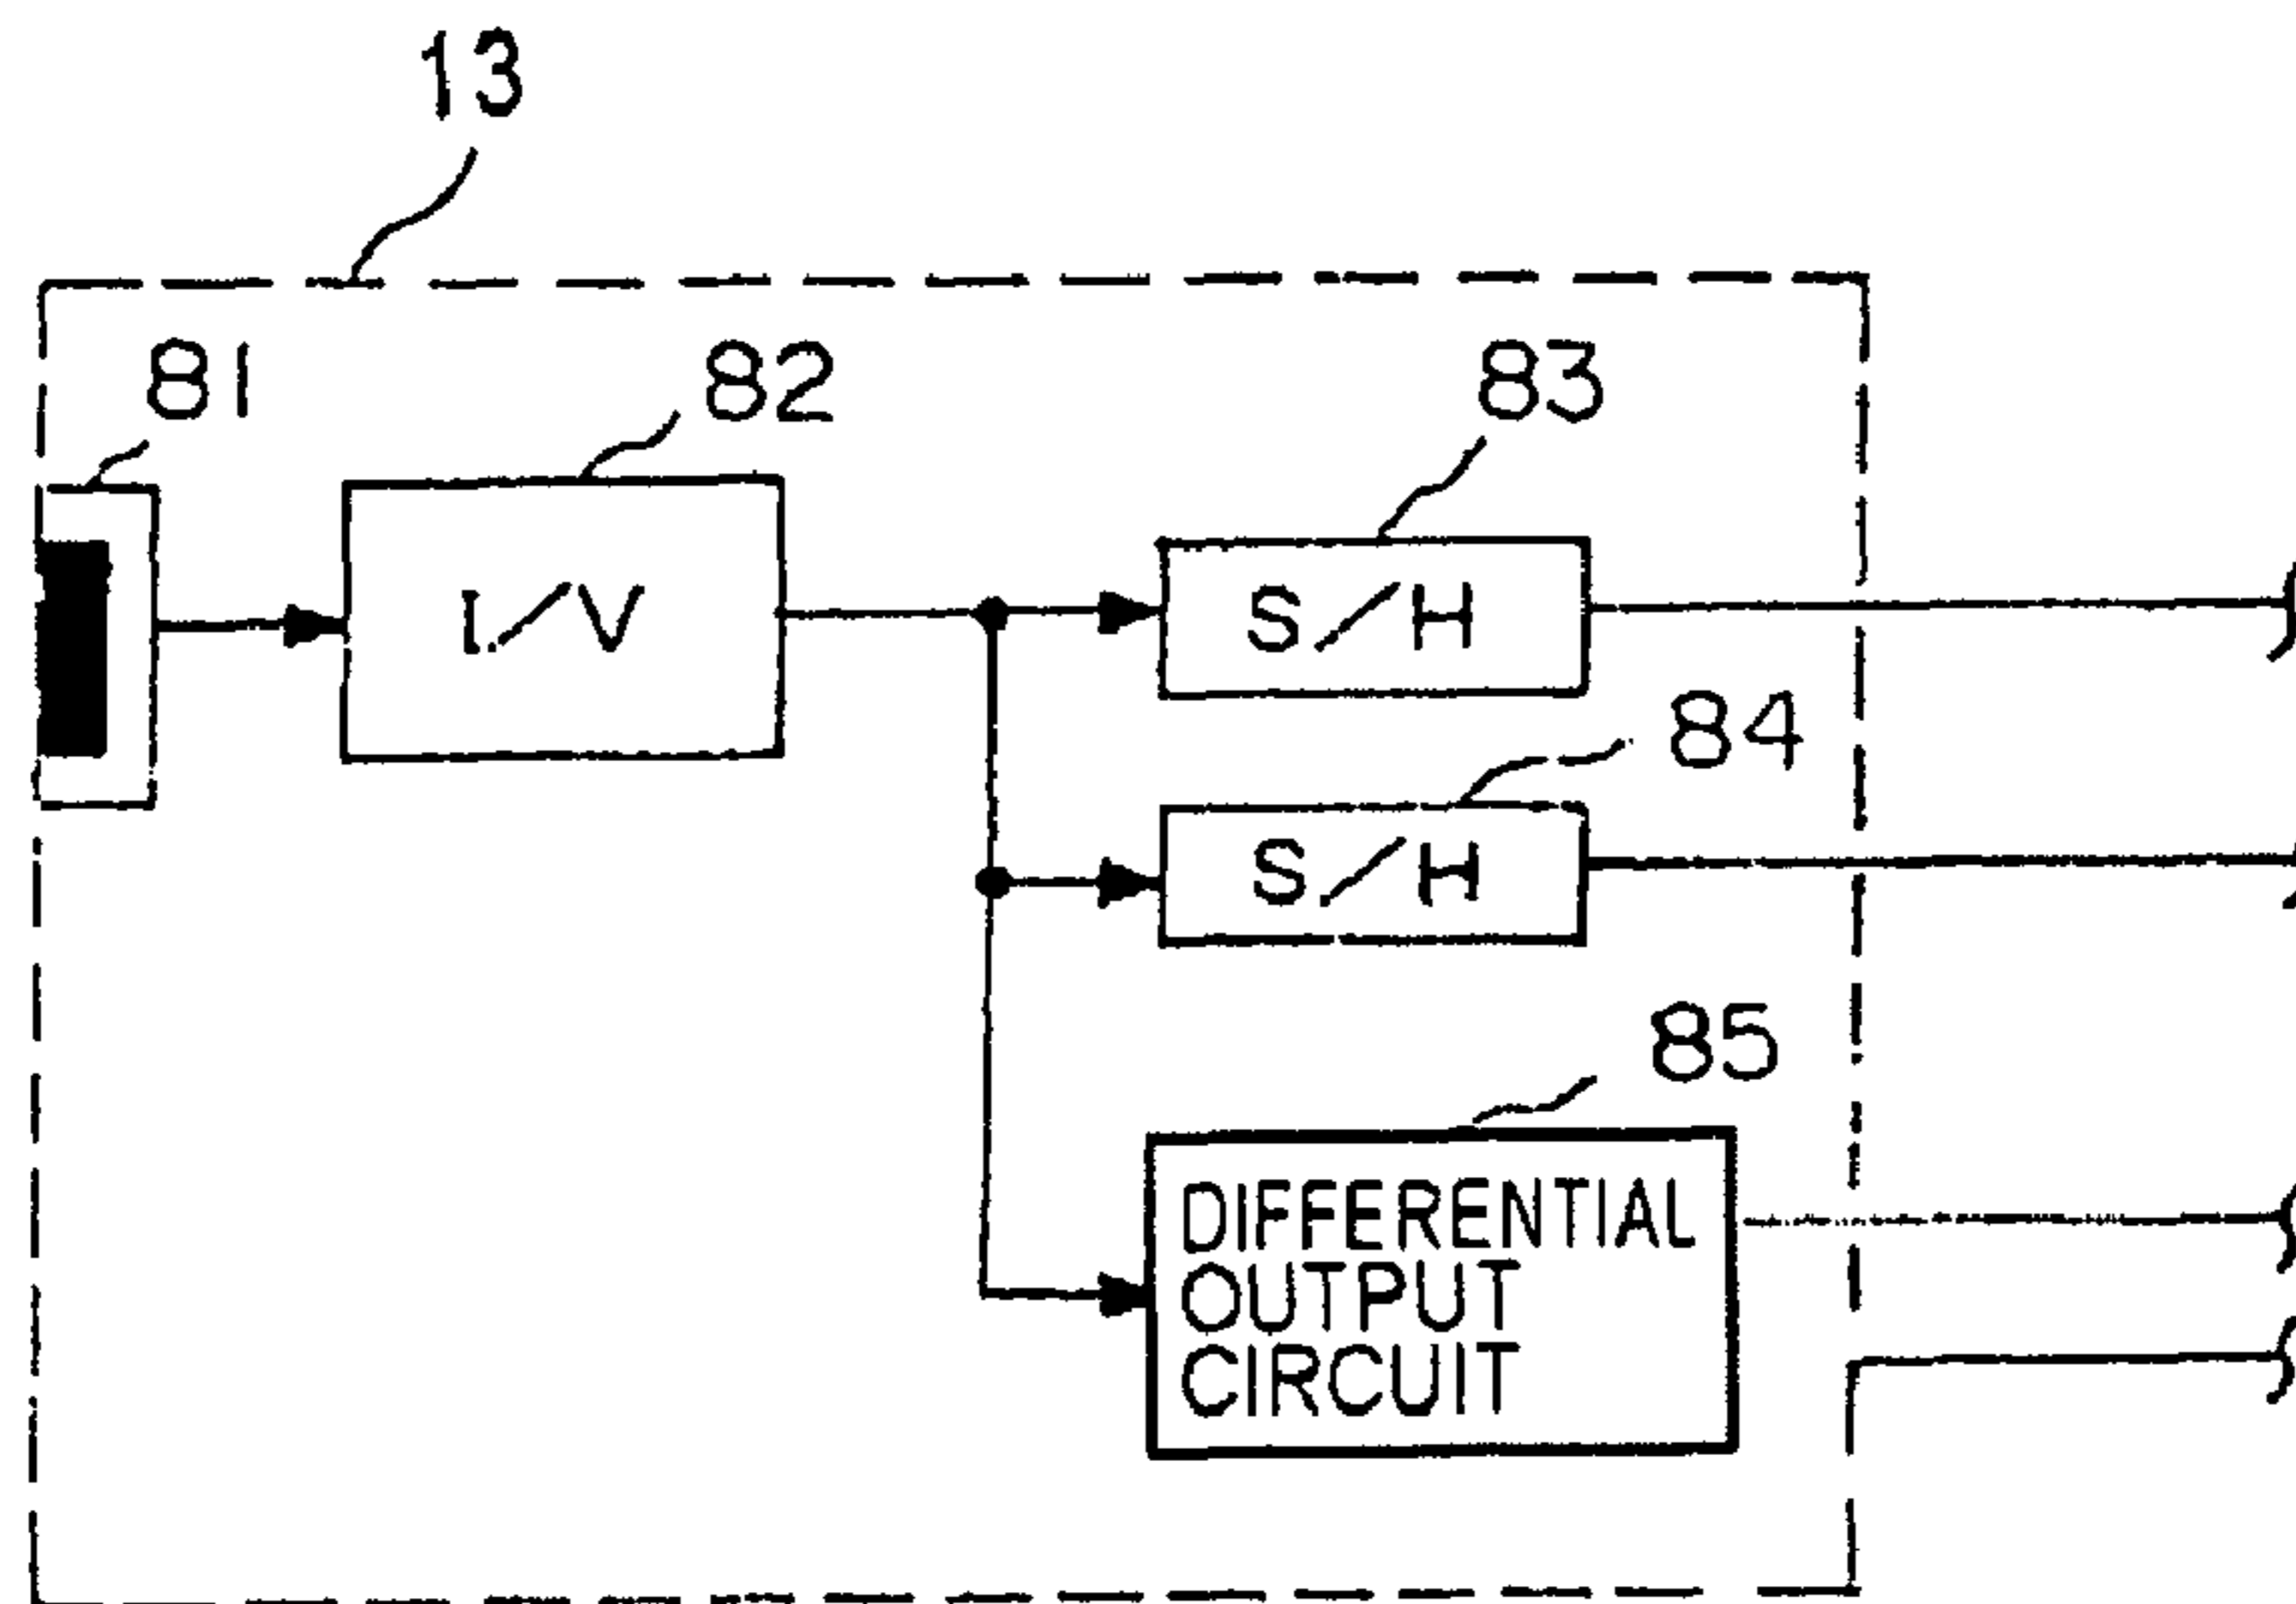 13
81
82
83
I/V
S/H
84
S/H
85
DIFFERENTIAL
OUTPUT
CIRCUIT